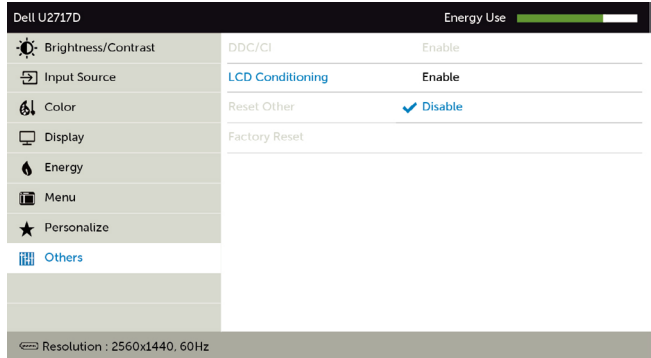 Dell U2717D Energy Use
Brightness/Contrast DDC/CI Enable
Input Source LCD Conditioning Enable
Color Reset Other Disable
Display Factory Reset
Energy
Menu
Personalize
Others
Resolution : 2560x1440, 60Hz